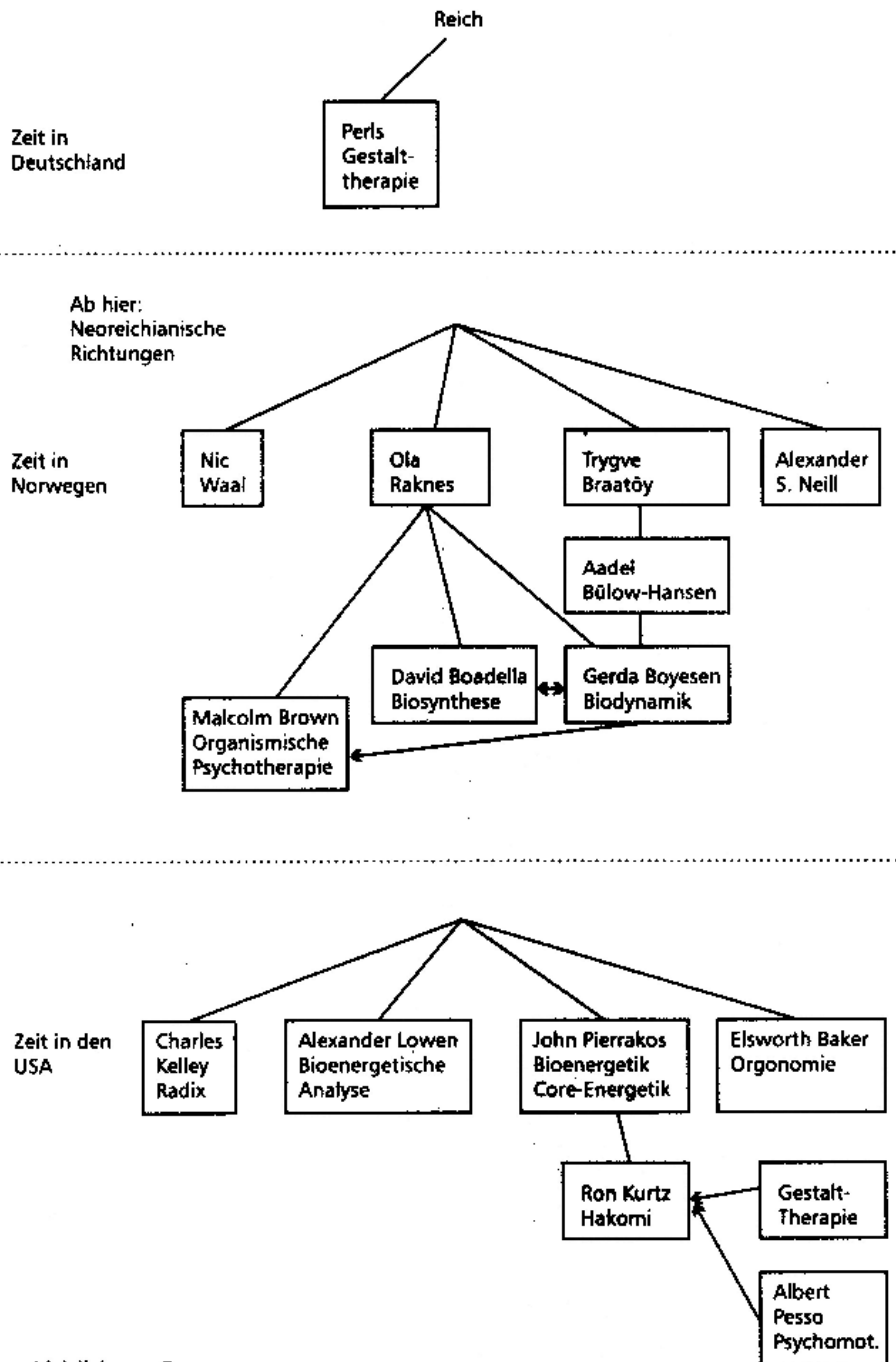 Reich
Zeit in
Deutschland
Perls
Gestalt-
therapie
Ab hier:
Neoreichianische
Richtungen
Zeit in
Norwegen
Nic
Waal
Ola
Raknes
Trygve
Braatöy
Alexander
S. Neill
Aadel
Bülow-Hansen
David Boadella
Biosynthese
Gerda Boyesen
Biodynamik
Malcolm Brown
Organismische
Psychotherapie
Zeit in den
USA
Charles
Kelley
Radix
Alexander Lowen
Bioenergetische
Analyse
John Pierrakos
Bioenergetik
Core-Energetik
Elsworth Baker
Orgonomie
Ron Kurtz
Hakomi
Gestalt-
Therapie
Albert
Pesso
Psychomot.